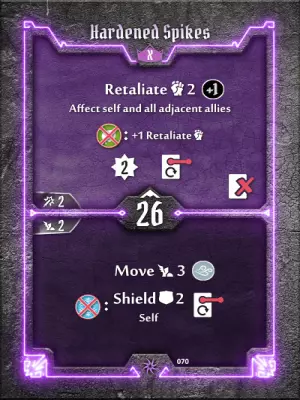 Hardened Spikes
X
Retaliate 2 +1
Affect self and all adjacent allies
: +1 Retaliate
2
2
26
2
Move 3
: Shield 2
Self
070